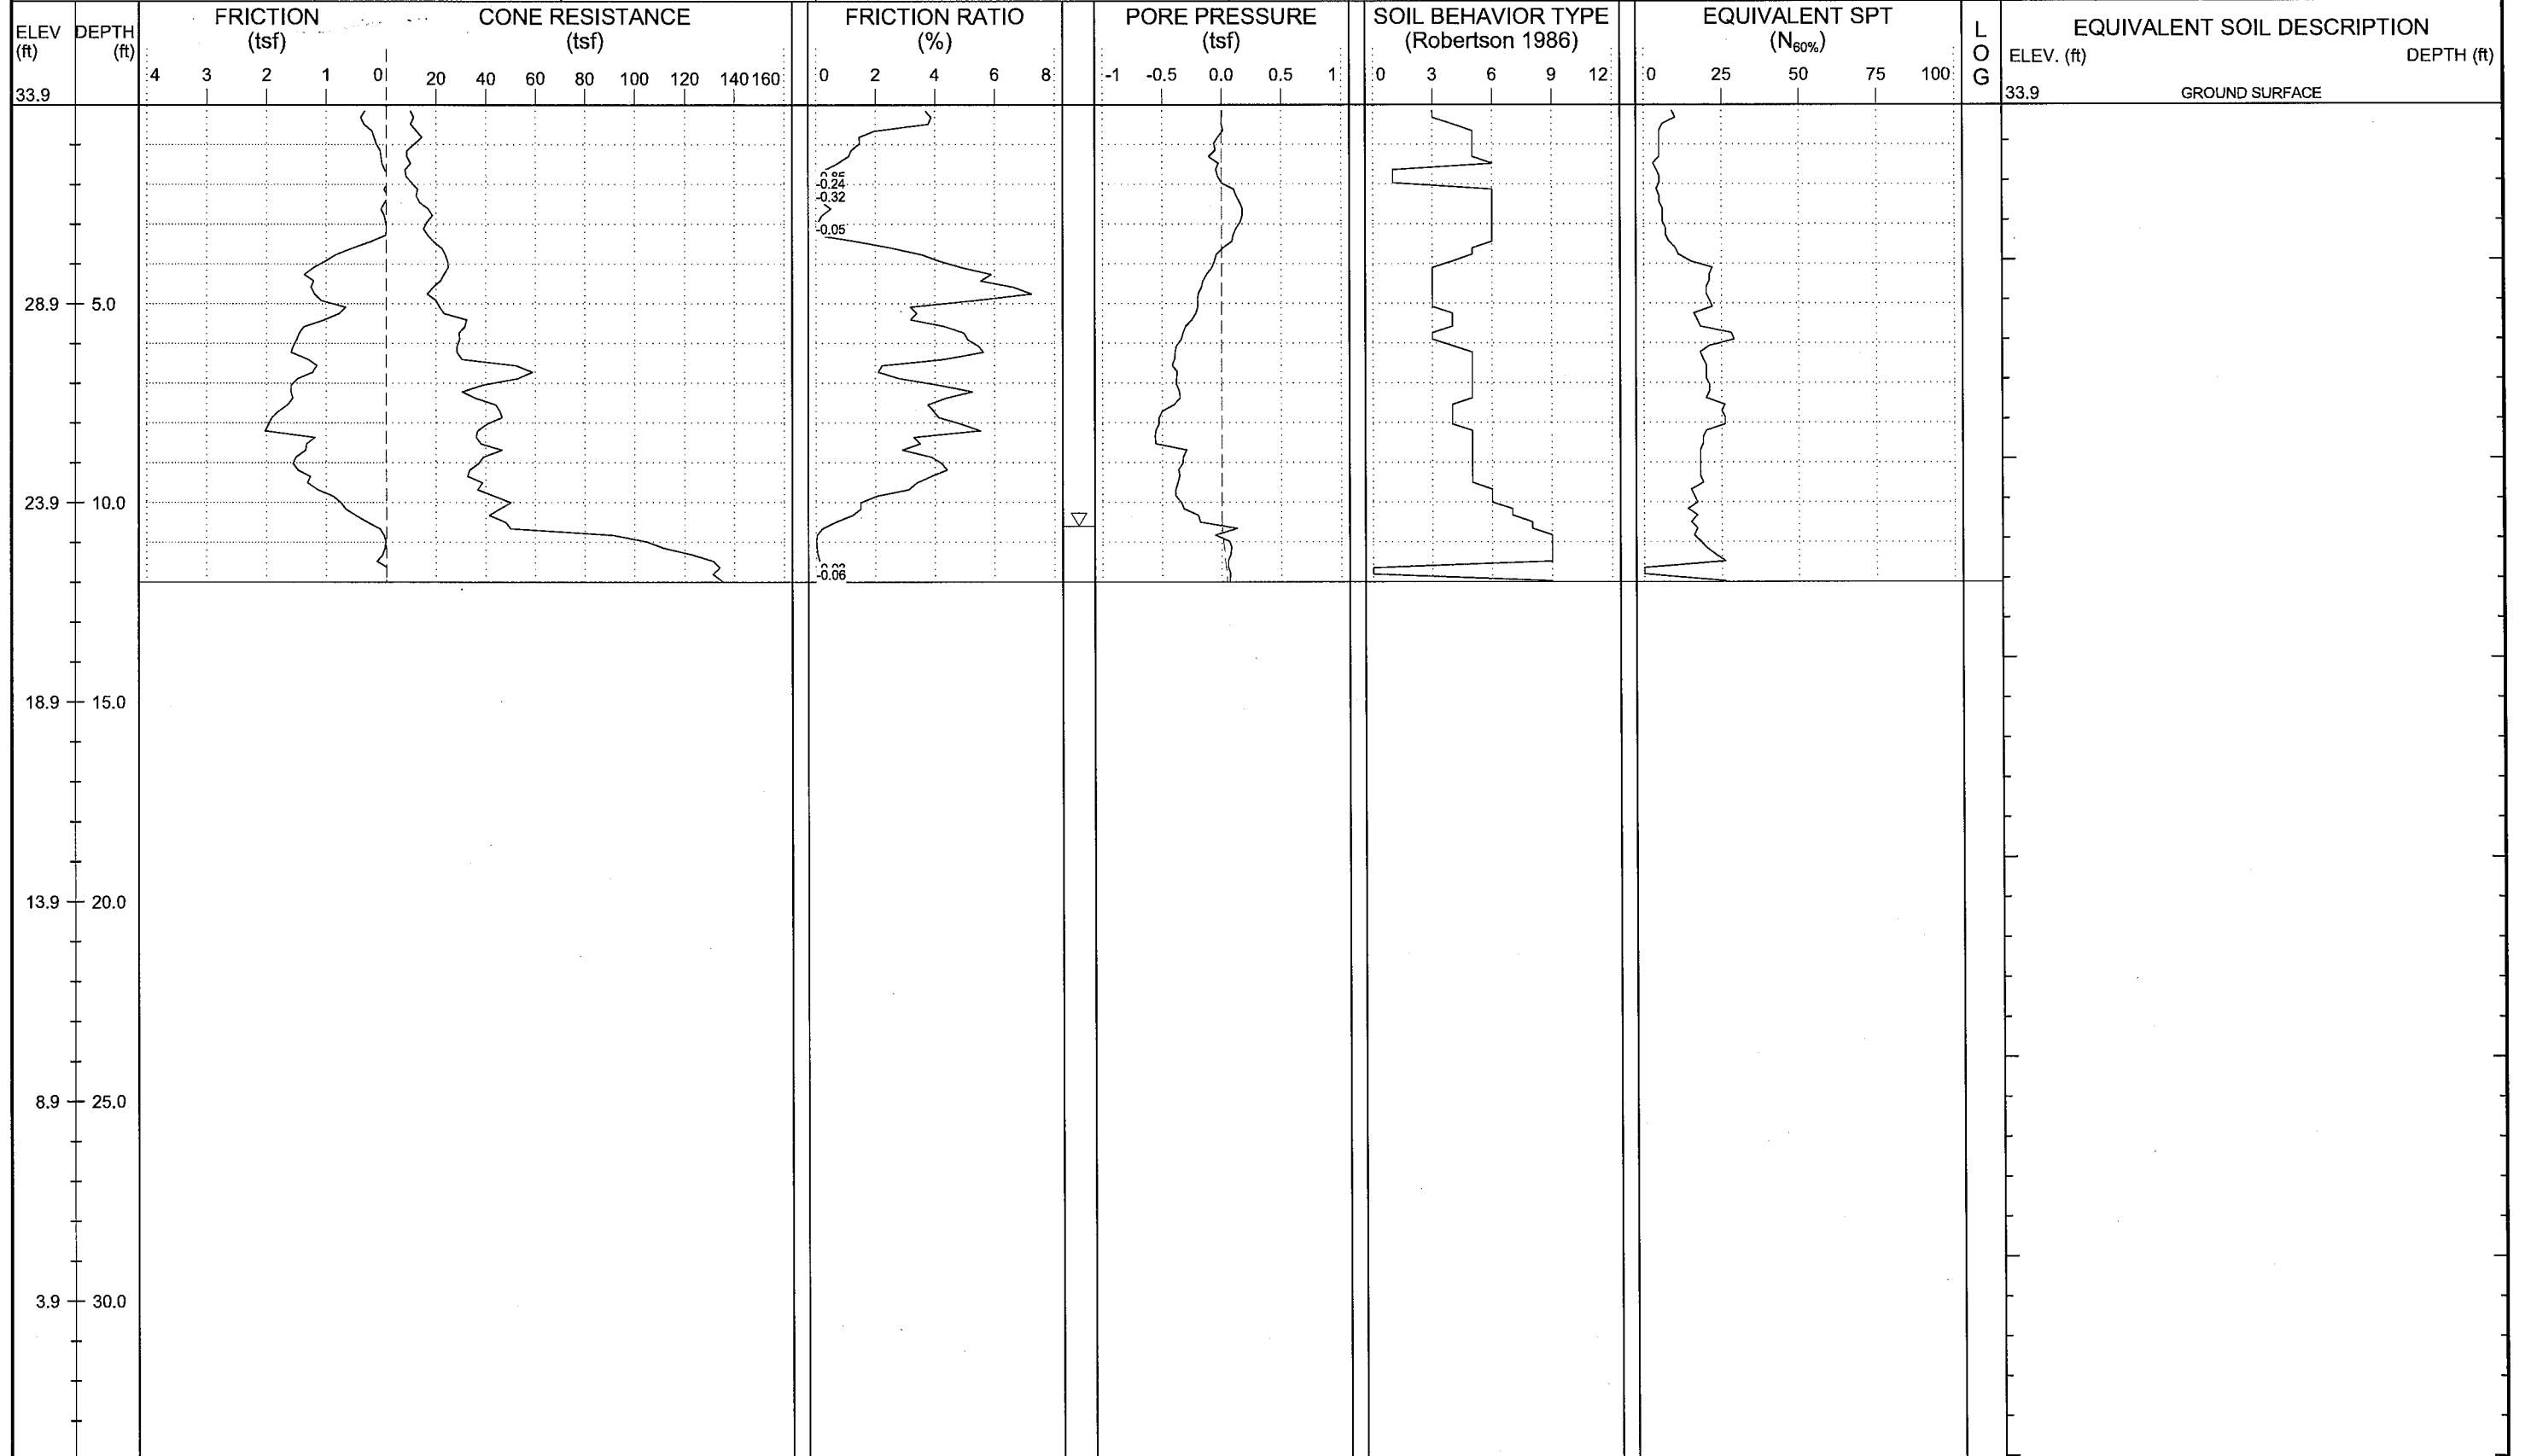 ELEV
(ft)
33.9
DEPTH
(ft)
FRICTION
(tsf)
4 3 2 1 0
CONE RESISTANCE
(tsf)
20 40 60 80 100 120 140 160
FRICTION RATIO
(%)
0 2 4 6 8
PORE PRESSURE
(tsf)
-1 -0.5 0.0 0.5 1
SOIL BEHAVIOR TYPE
(Robertson 1986)
0 3 6 9 12
EQUIVALENT SPT
(N60%)
0 25 50 75 100
L
O
G
EQUIVALENT SOIL DESCRIPTION
ELEV. (ft) DEPTH (ft)
33.9 GROUND SURFACE
-0.24
-0.32
-0.05
-0.06
28.9 5.0
23.9 10.0
18.9 15.0
13.9 20.0
8.9 25.0
3.9 30.0